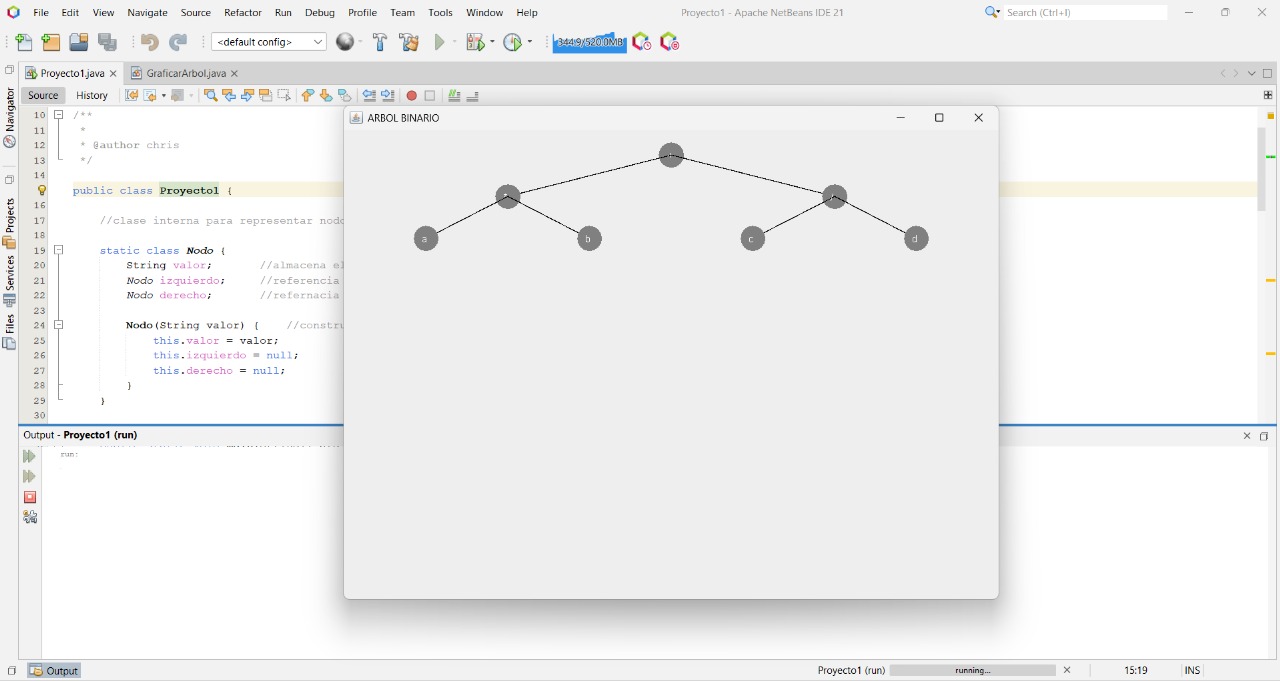 File Edit View Navigate Source Refactor Run Debug Profile Team Tools Window Help Proyecto1 - Apache NetBeans IDE 21 Search (Ctrl+I)
<default config> 344.9/520.0MB
Proyecto1.java GraficarArbol.java
Source History
Navigator
Projects
Services
Files
10 /**
11 *
12 * @author chris
13 */
14
public class Proyecto1 {
16
17 //clase interna para representar nodo
18
19 static class Nodo {
20 String valor; //almacena el
21 Nodo izquierdo; //referencia
22 Nodo derecho; //refernacia
23
24 Nodo(String valor) { //constru
25 this.valor = valor;
26 this.izquierdo = null;
27 this.derecho = null;
28 }
29 }
30
ARBOL BINARIO
a b c d
Output - Proyecto1 (run)
run:
Output Proyecto1 (run) running... 15:19 INS